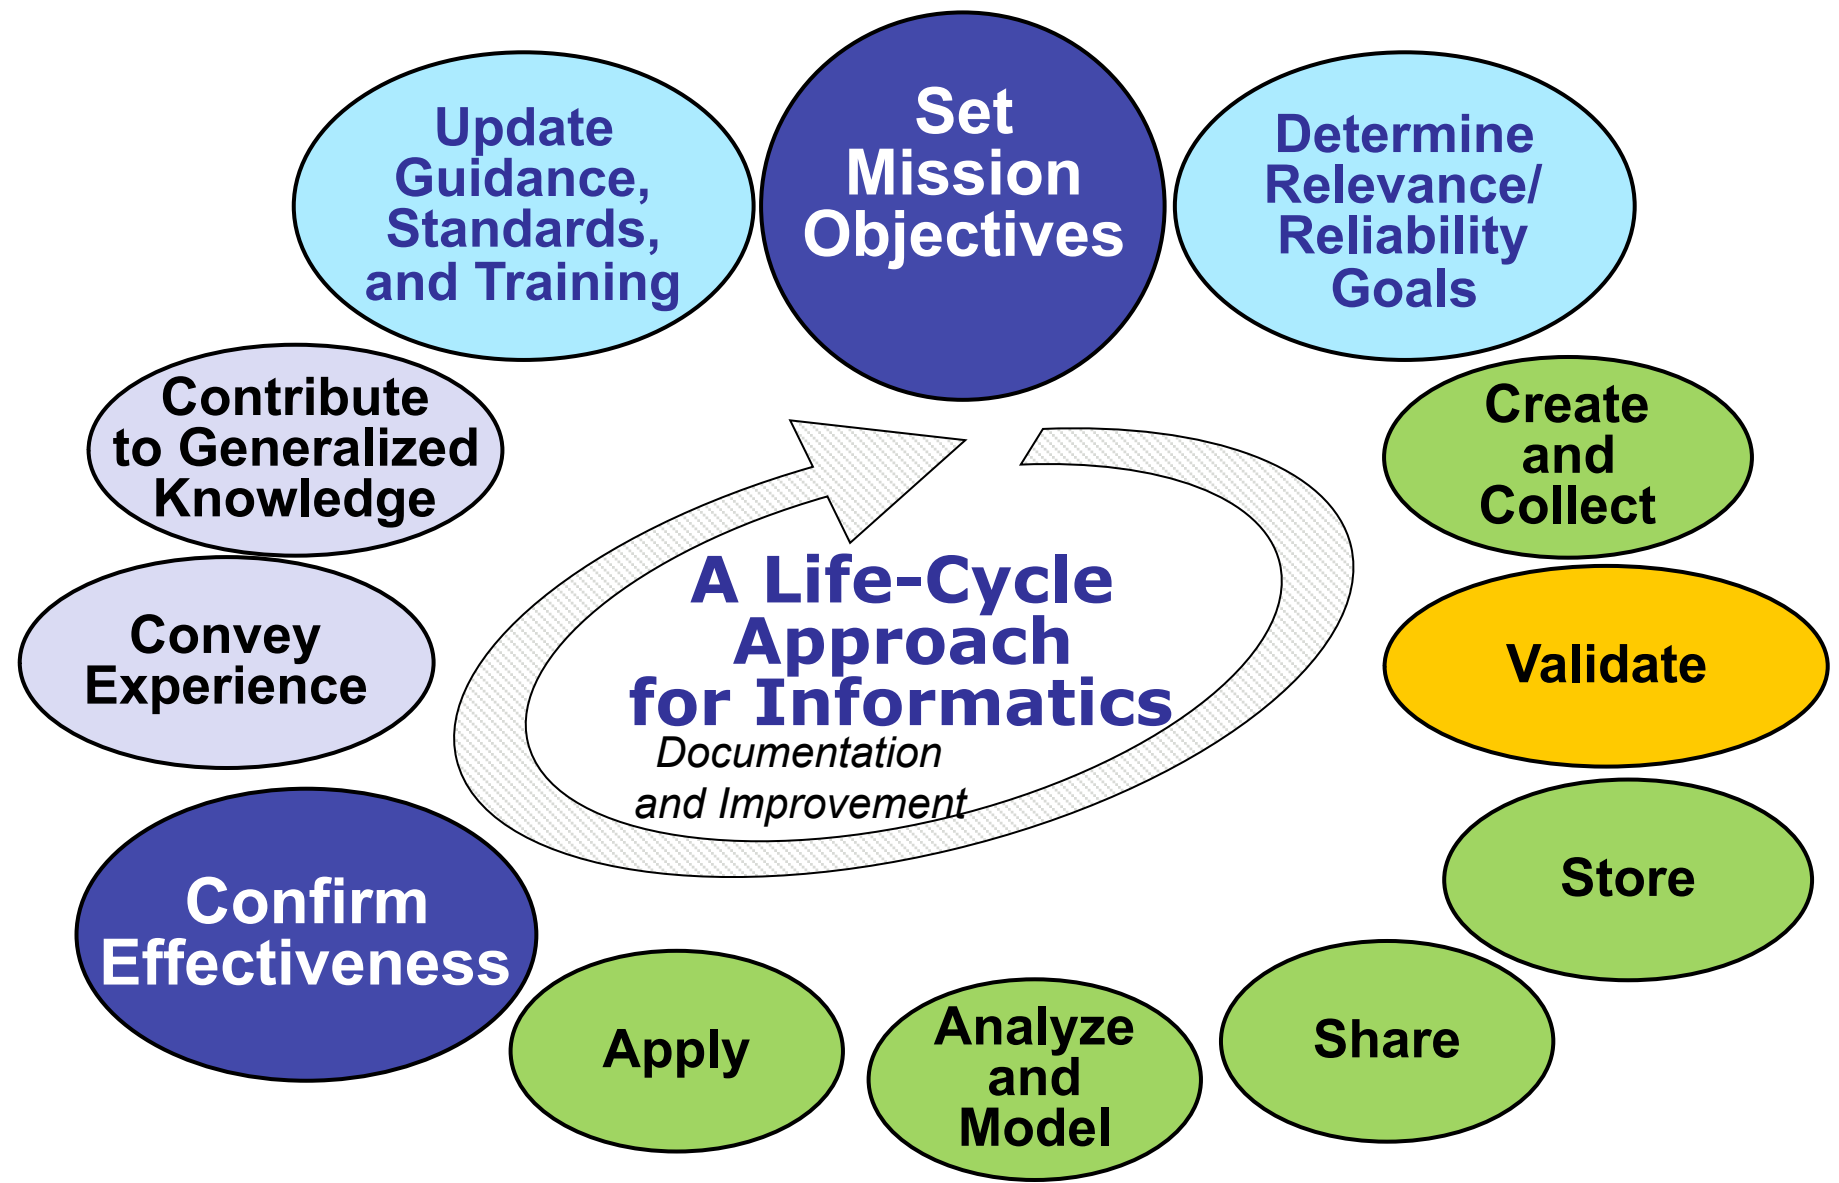 Set
Mission
Objectives
Determine
Relevance/
Reliability
Goals
Create
and
Collect
Validate
Store
Share
Analyze
and
Model
Apply
Confirm
Effectiveness
Convey
Experience
Contribute
to Generalized
Knowledge
Update
Guidance,
Standards,
and Training
A Life-Cycle
Approach
for Informatics
Documentation
and Improvement